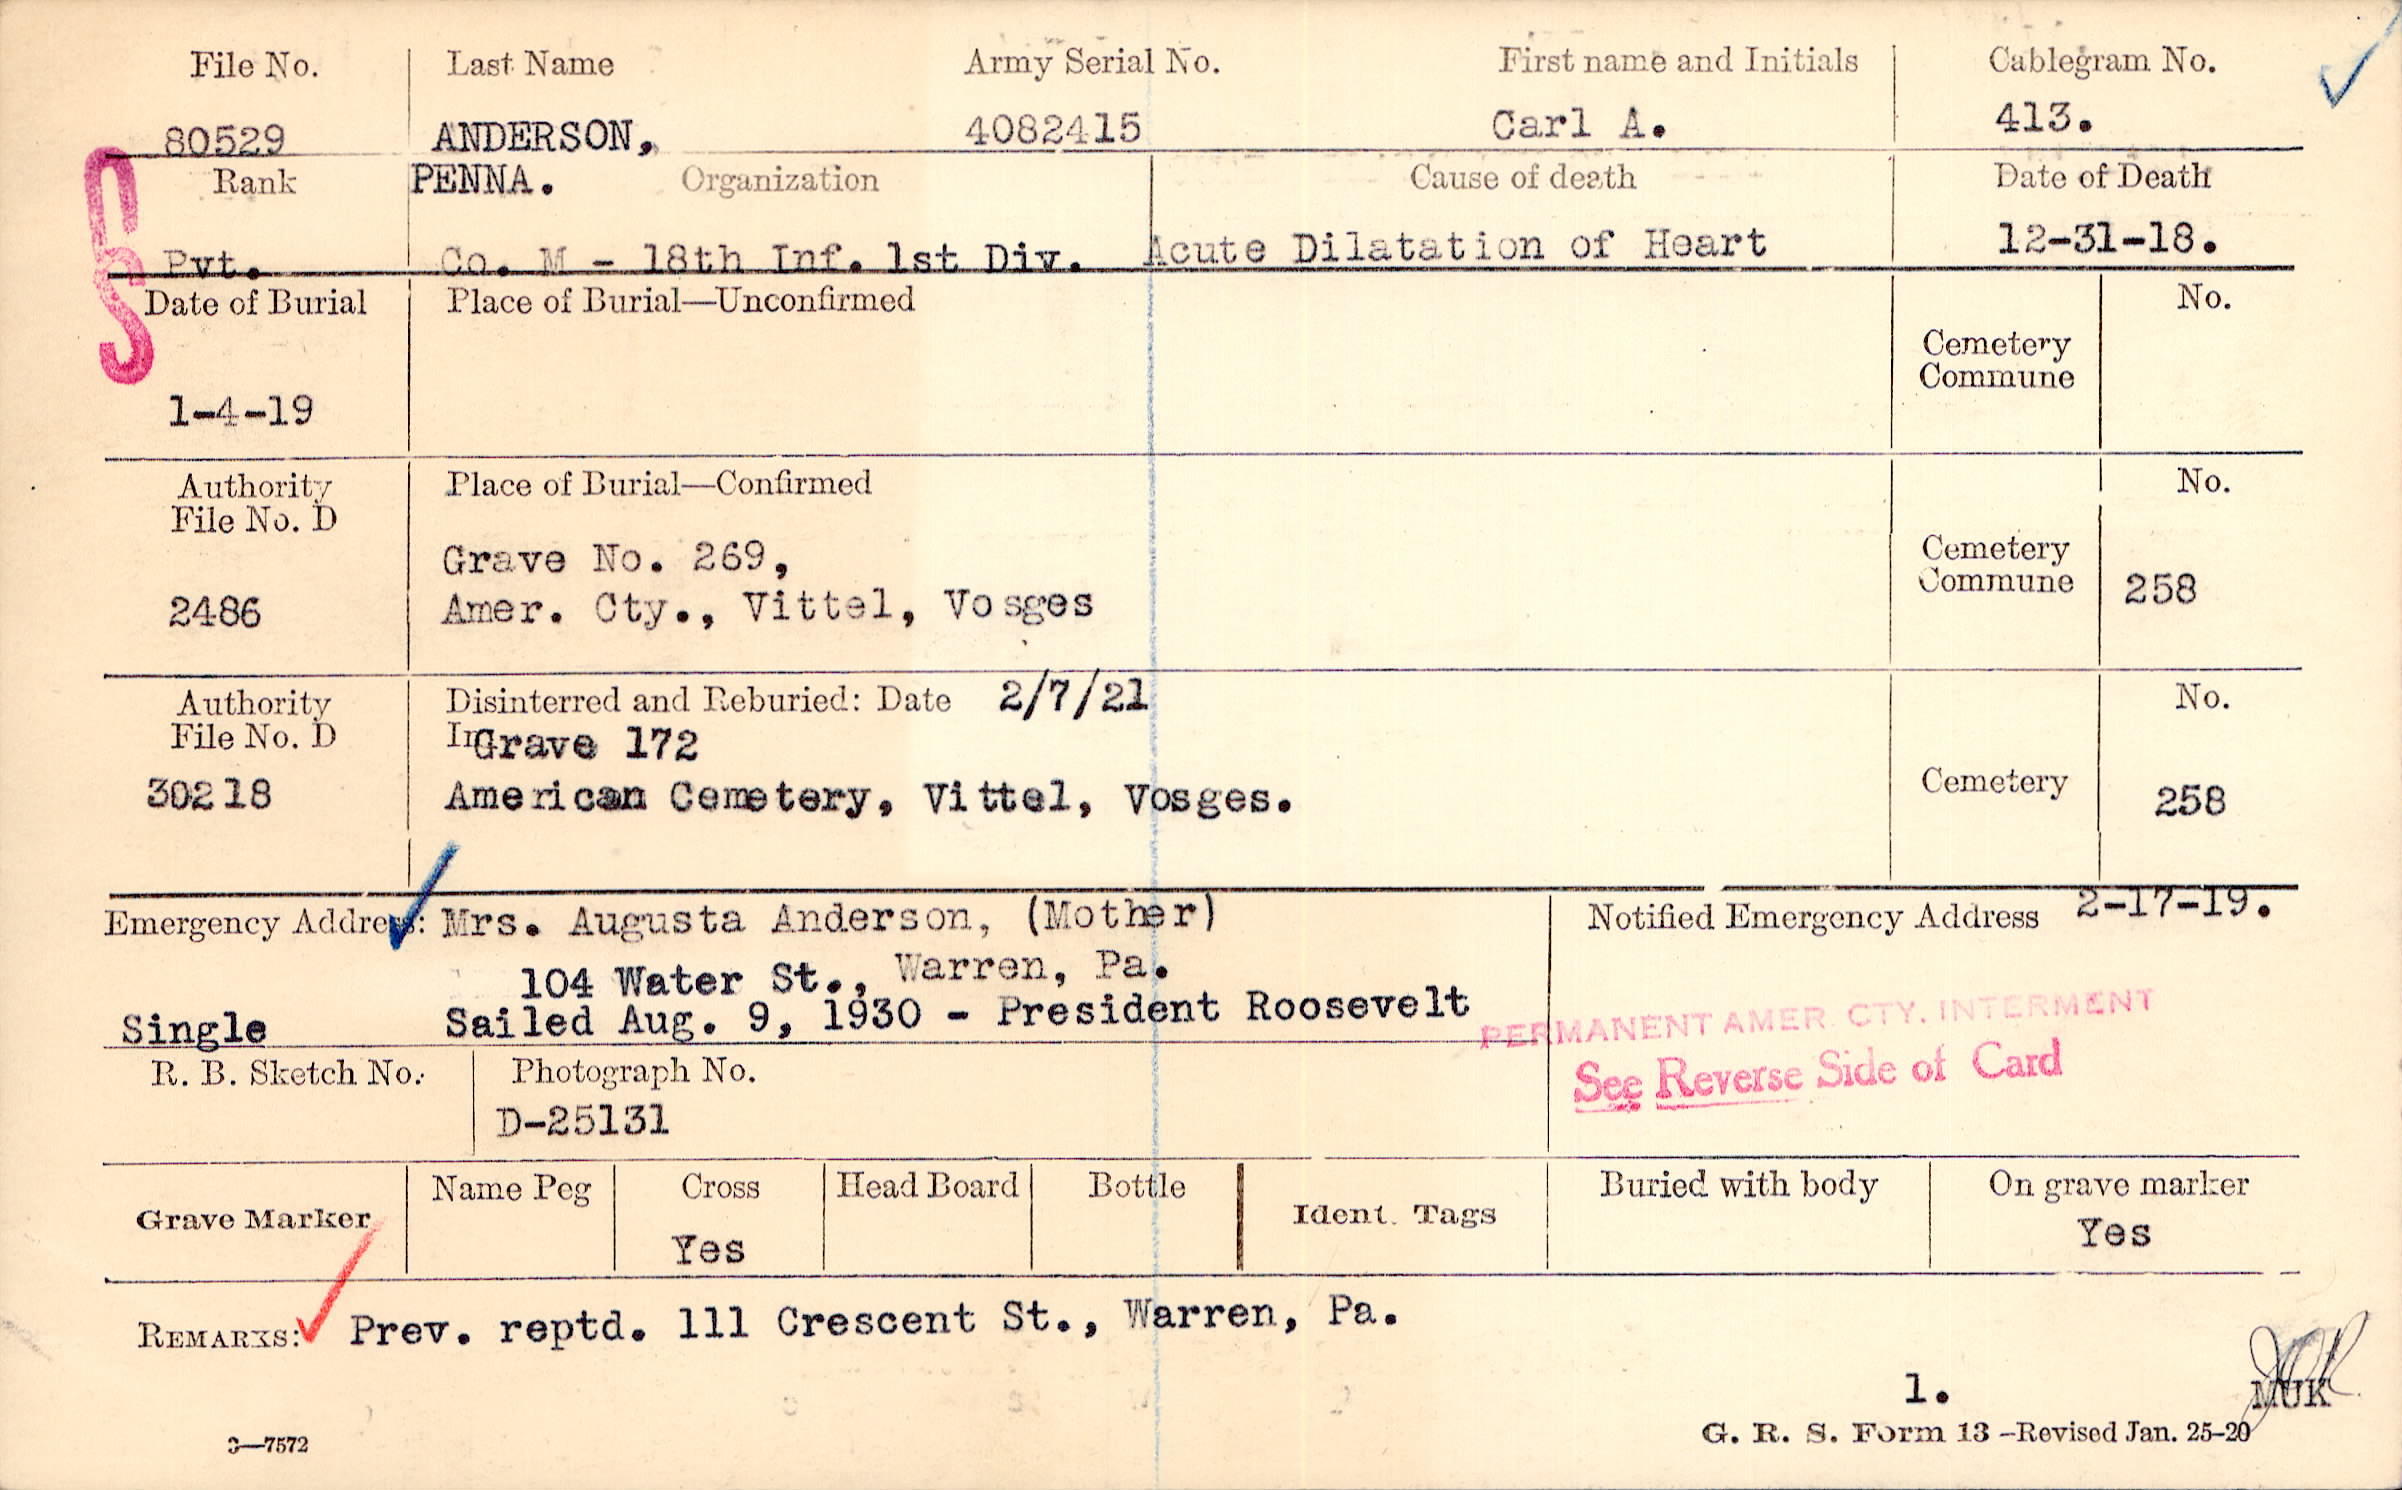 File No. Last Name Army Serial No. First name and Initials Cablegram No.
80529 ANDERSON, 4082415 Carl A. 413.
Rank PENNA. Organization Cause of death Date of Death
Pvt. Co. M - 18th Inf. 1st Div. Acute Dilatation of Heart 12-31-18.
Date of Burial Place of Burial—Unconfirmed No.
Cemetery
Commune
1-4-19
Authority Place of Burial—Confirmed No.
File No. D
Grave No. 269, Cemetery
2486 Amer. Cty., Vittel, Vosges Commune 258
Authority Disinterred and Reburied: Date 2/7/21 No.
File No. D In Grave 172
30218 American Cemetery, Vittel, Vosges. Cemetery 258
Emergency Address: Mrs. Augusta Anderson, (Mother) Notified Emergency Address 2-17-19.
104 Water St., Warren, Pa.
Single Sailed Aug. 9, 1930 - President Roosevelt
PERMANENT AMER. CTY. INTERMENT
See Reverse Side of Card
R. B. Sketch No. Photograph No.
D-25131
Grave Marker Name Peg Cross Head Board Bottle Ident. Tags Buried with body On grave marker
Yes Yes
REMARKS: Prev. reptd. 111 Crescent St., Warren, Pa.
1. MUK
3—7572 G. R. S. Form 13 –Revised Jan. 25–20